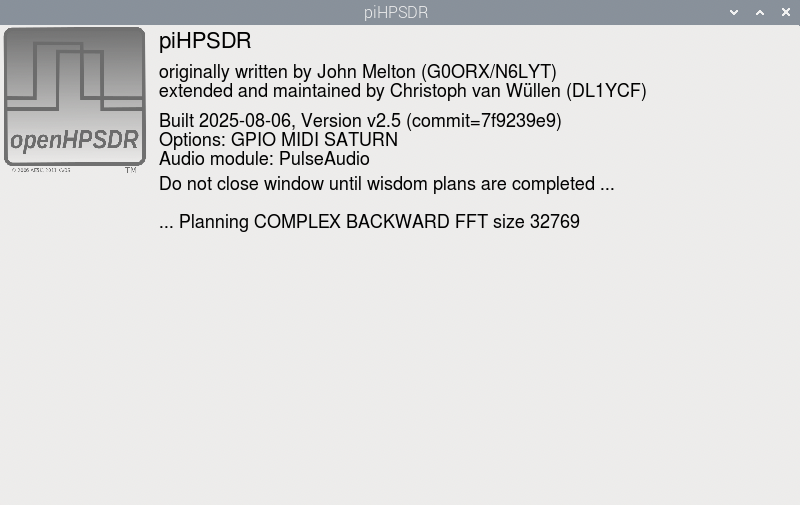 piHPSDR
piHPSDR
originally written by John Melton (G0ORX/N6LYT)
extended and maintained by Christoph van Wüllen (DL1YCF)
Built 2025-08-06, Version v2.5 (commit=7f9239e9)
Options: GPIO MIDI SATURN
Audio module: PulseAudio
Do not close window until wisdom plans are completed ...
... Planning COMPLEX BACKWARD FFT size 32769
openHPSDR
TM